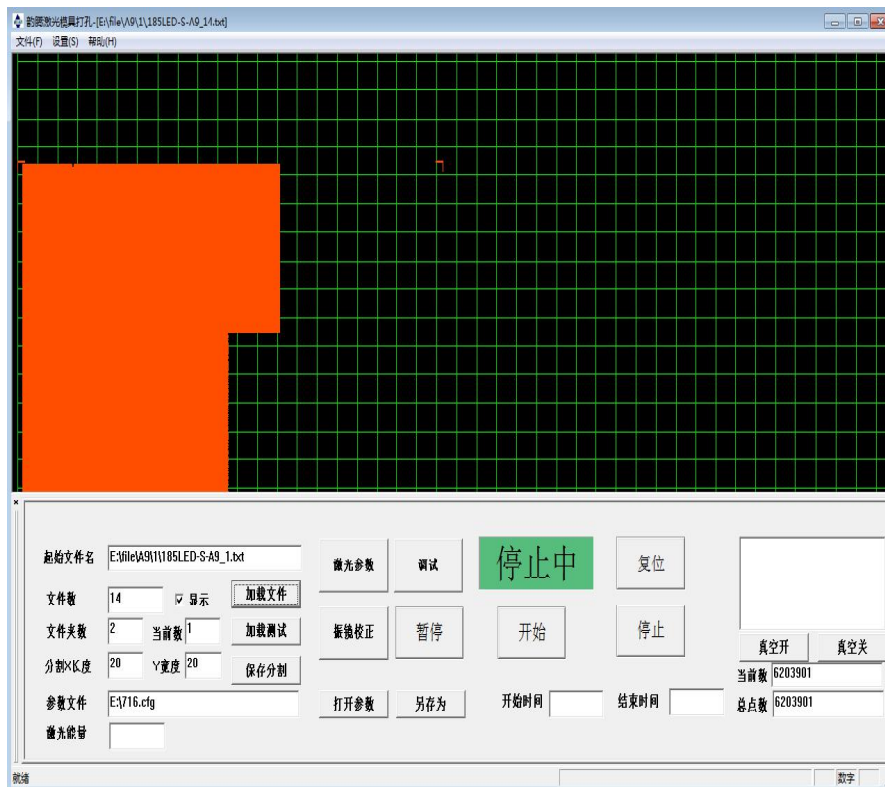 韵腾激光模具打孔-[E:\file\A9\1\185LED-S-A9_14.txt]
文件(F) 设置(S) 帮助(H)
起始文件名 E:\file\A9\1\185LED-S-A9_1.txt
激光参数 调试 停止中 复位
文件数 14 显示 加载文件
文件夹数 2 当前数 1 加载测试
振镜校正 暂停 开始 停止
真空开 真空关
分割X长度 20 Y宽度 20 保存分割
当前数 6203901
参数文件 E:\716.cfg
打开参数 另存为 开始时间 结束时间
总点数 6203901
激光能量
就绪 数字